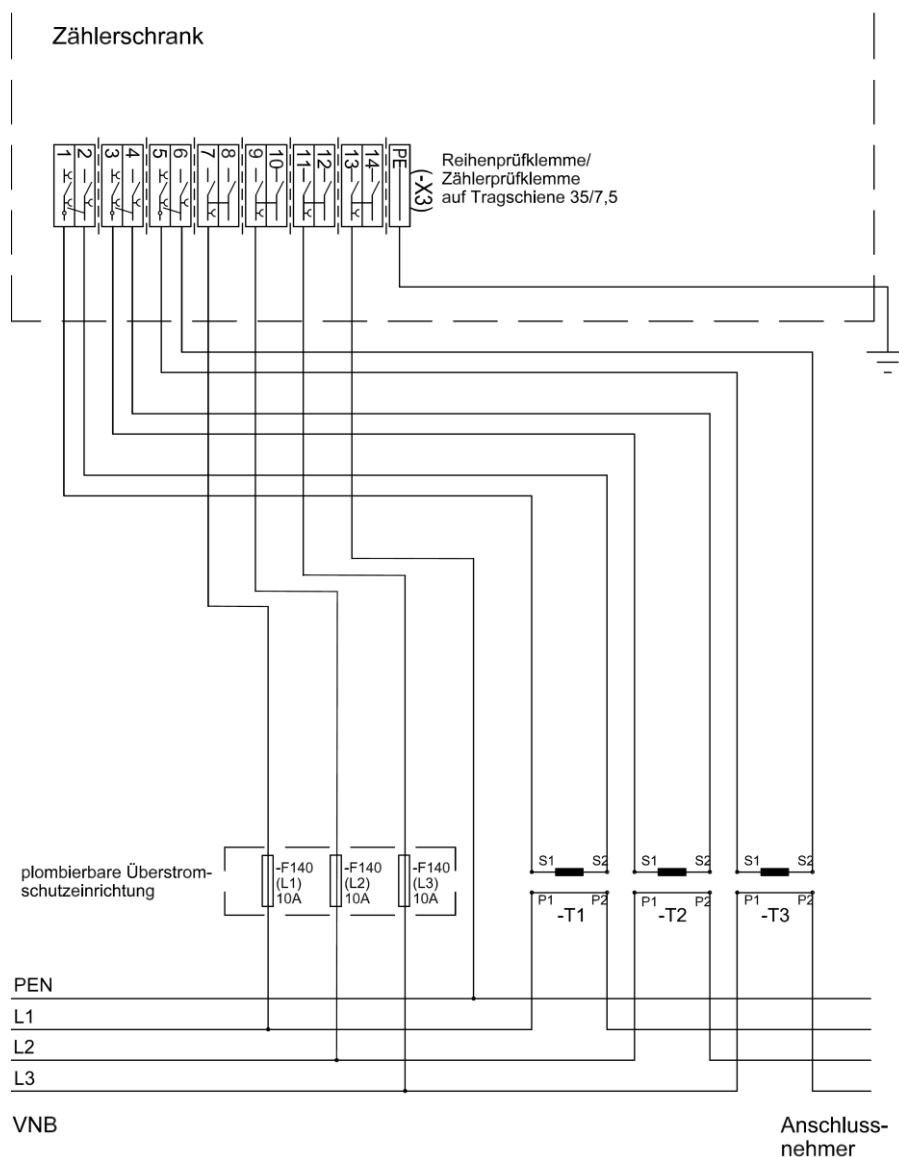 Zählerschrank
1 2 3 4 5 6 7 8 9 10 11 12 13 14 PE
(-X3)
Reihenprüfklemme/
Zählerprüfklemme
auf Tragschiene 35/7,5
plombierbare Überstrom-
schutzeinrichtung
-F140
(L1)
10A
-F140
(L2)
10A
-F140
(L3)
10A
S1 S2
P1 P2
-T1
S1 S2
P1 P2
-T2
S1 S2
P1 P2
-T3
PEN
L1
L2
L3
VNB
Anschluss-
nehmer